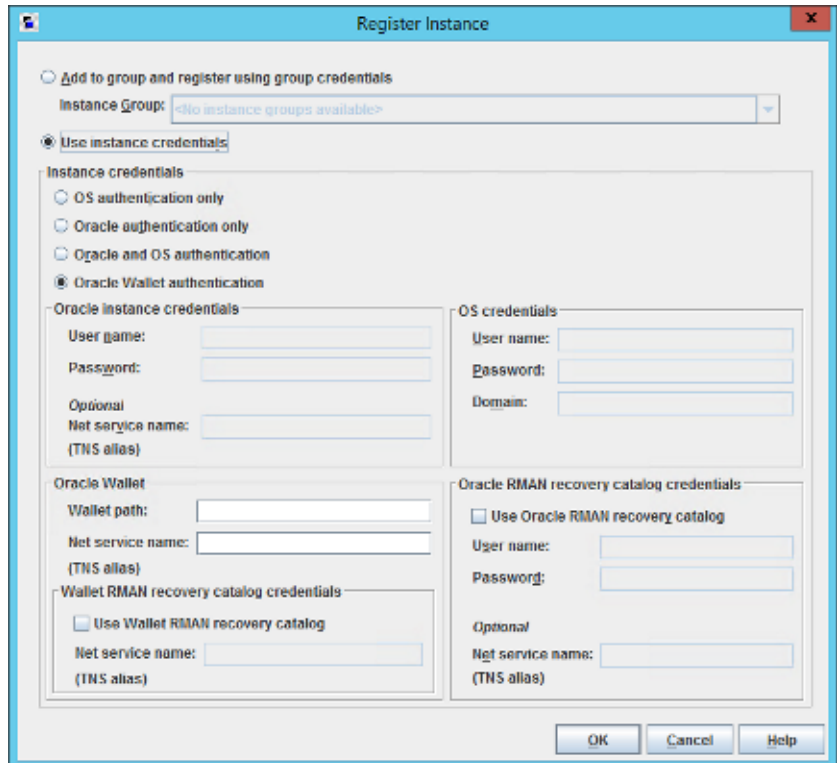 Register Instance
x
Add to group and register using group credentials
Instance Group: <No instance groups available>
Use instance credentials
Instance credentials
OS authentication only
Oracle authentication only
Oracle and OS authentication
Oracle Wallet authentication
Oracle instance credentials
User name:
Password:
Optional
Net service name:
(TNS alias)
OS credentials
User name:
Password:
Domain:
Oracle Wallet
Wallet path:
Net service name:
(TNS alias)
Wallet RMAN recovery catalog credentials
Use Wallet RMAN recovery catalog
Net service name:
(TNS alias)
Oracle RMAN recovery catalog credentials
Use Oracle RMAN recovery catalog
User name:
Password:
Optional
Net service name:
(TNS alias)
OK Cancel Help